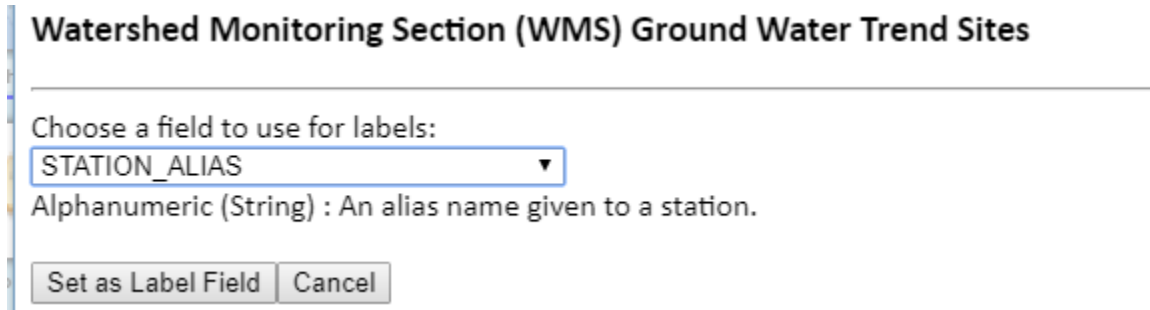 Watershed Monitoring Section (WMS) Ground Water Trend Sites
Choose a field to use for labels:
STATION_ALIAS
Alphanumeric (String) : An alias name given to a station.
Set as Label Field Cancel